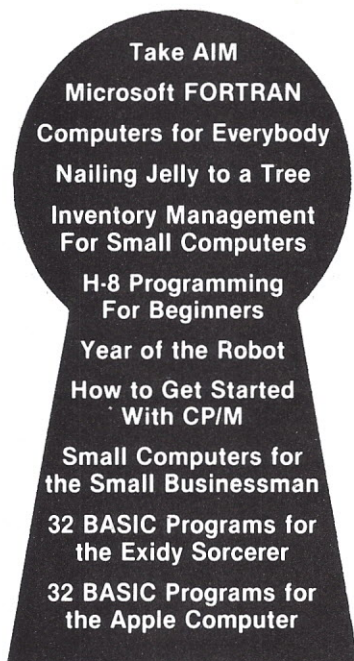 Take AIM
Microsoft FORTRAN
Computers for Everybody
Nailing Jelly to a Tree
Inventory Management
For Small Computers
H-8 Programming
For Beginners
Year of the Robot
How to Get Started
With CP/M
Small Computers for
the Small Businessman
32 BASIC Programs for
the Exidy Sorcerer
32 BASIC Programs for
the Apple Computer